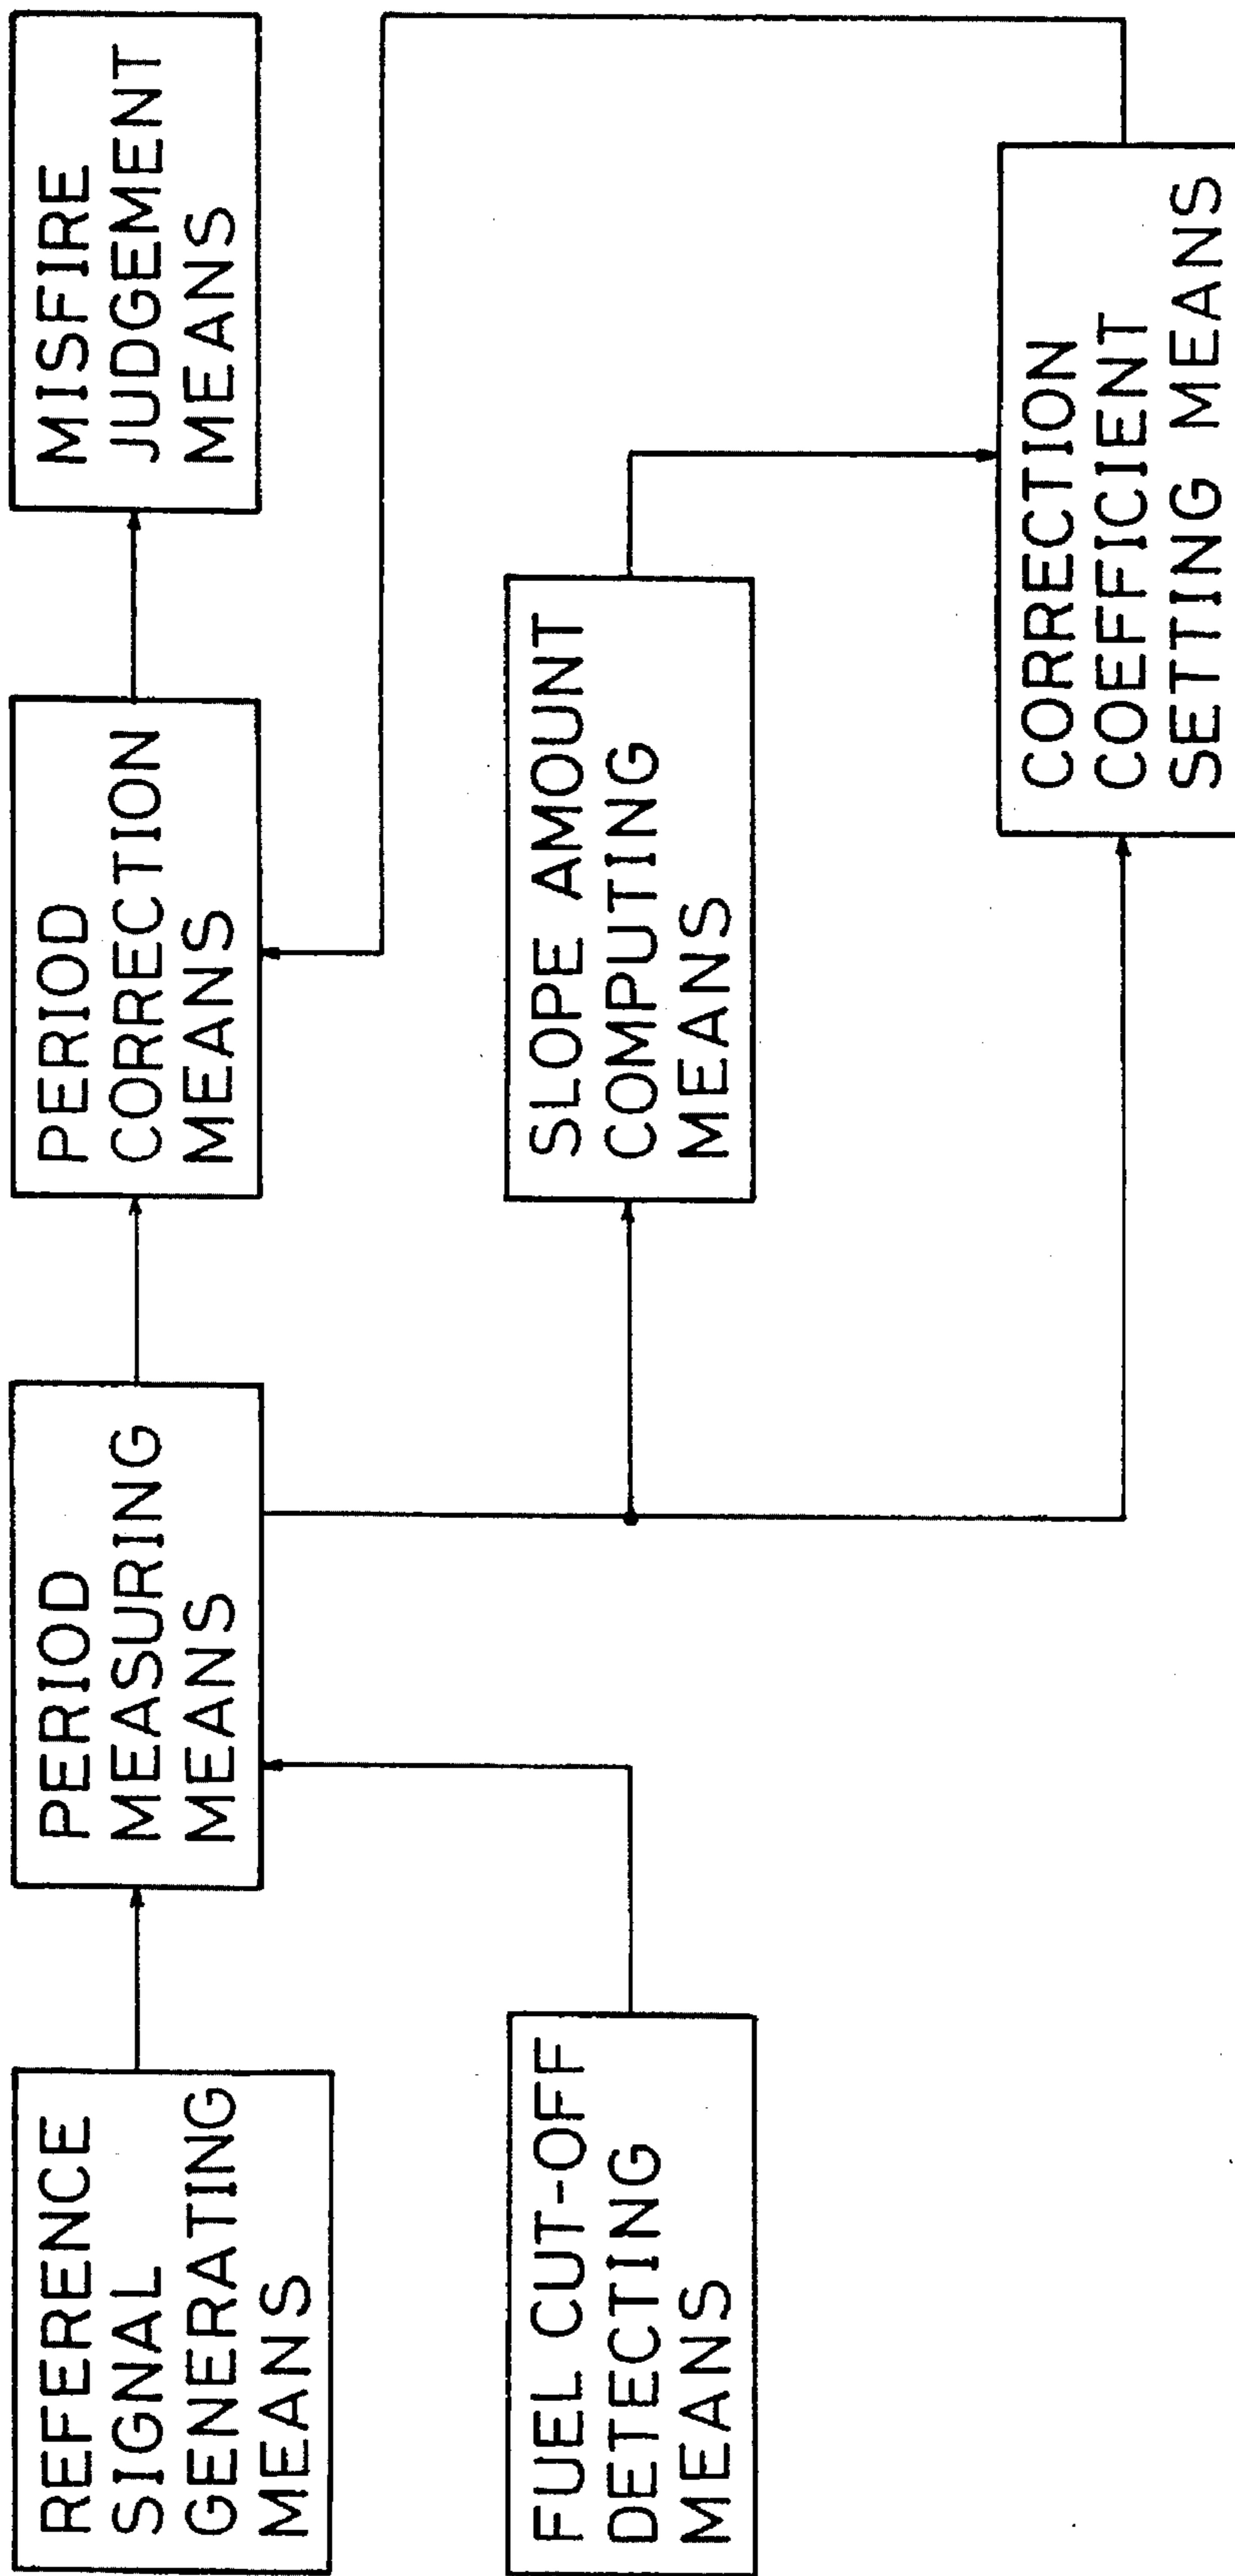 REFERENCE
SIGNAL
GENERATING
MEANS
PERIOD
MEASURING
MEANS
PERIOD
CORRECTION
MEANS
MISFIRE
JUDGEMENT
MEANS
FUEL CUT-OFF
DETECTING
MEANS
SLOPE AMOUNT
COMPUTING
MEANS
CORRECTION
COEFFICIENT
SETTING MEANS